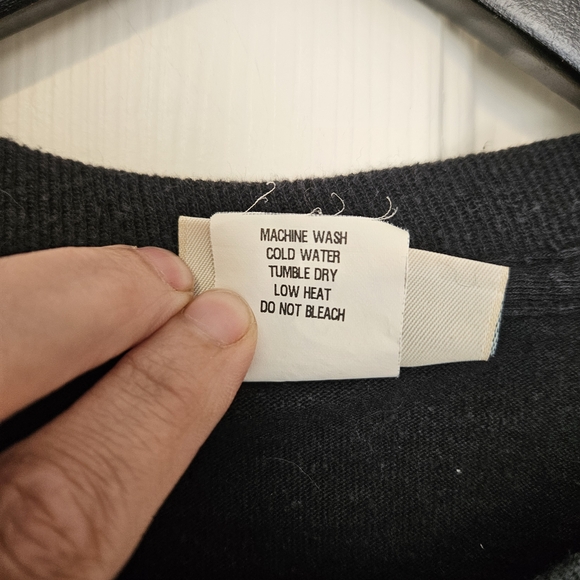 MACHINE WASH
COLD WATER
TUMBLE DRY
LOW HEAT
DO NOT BLEACH